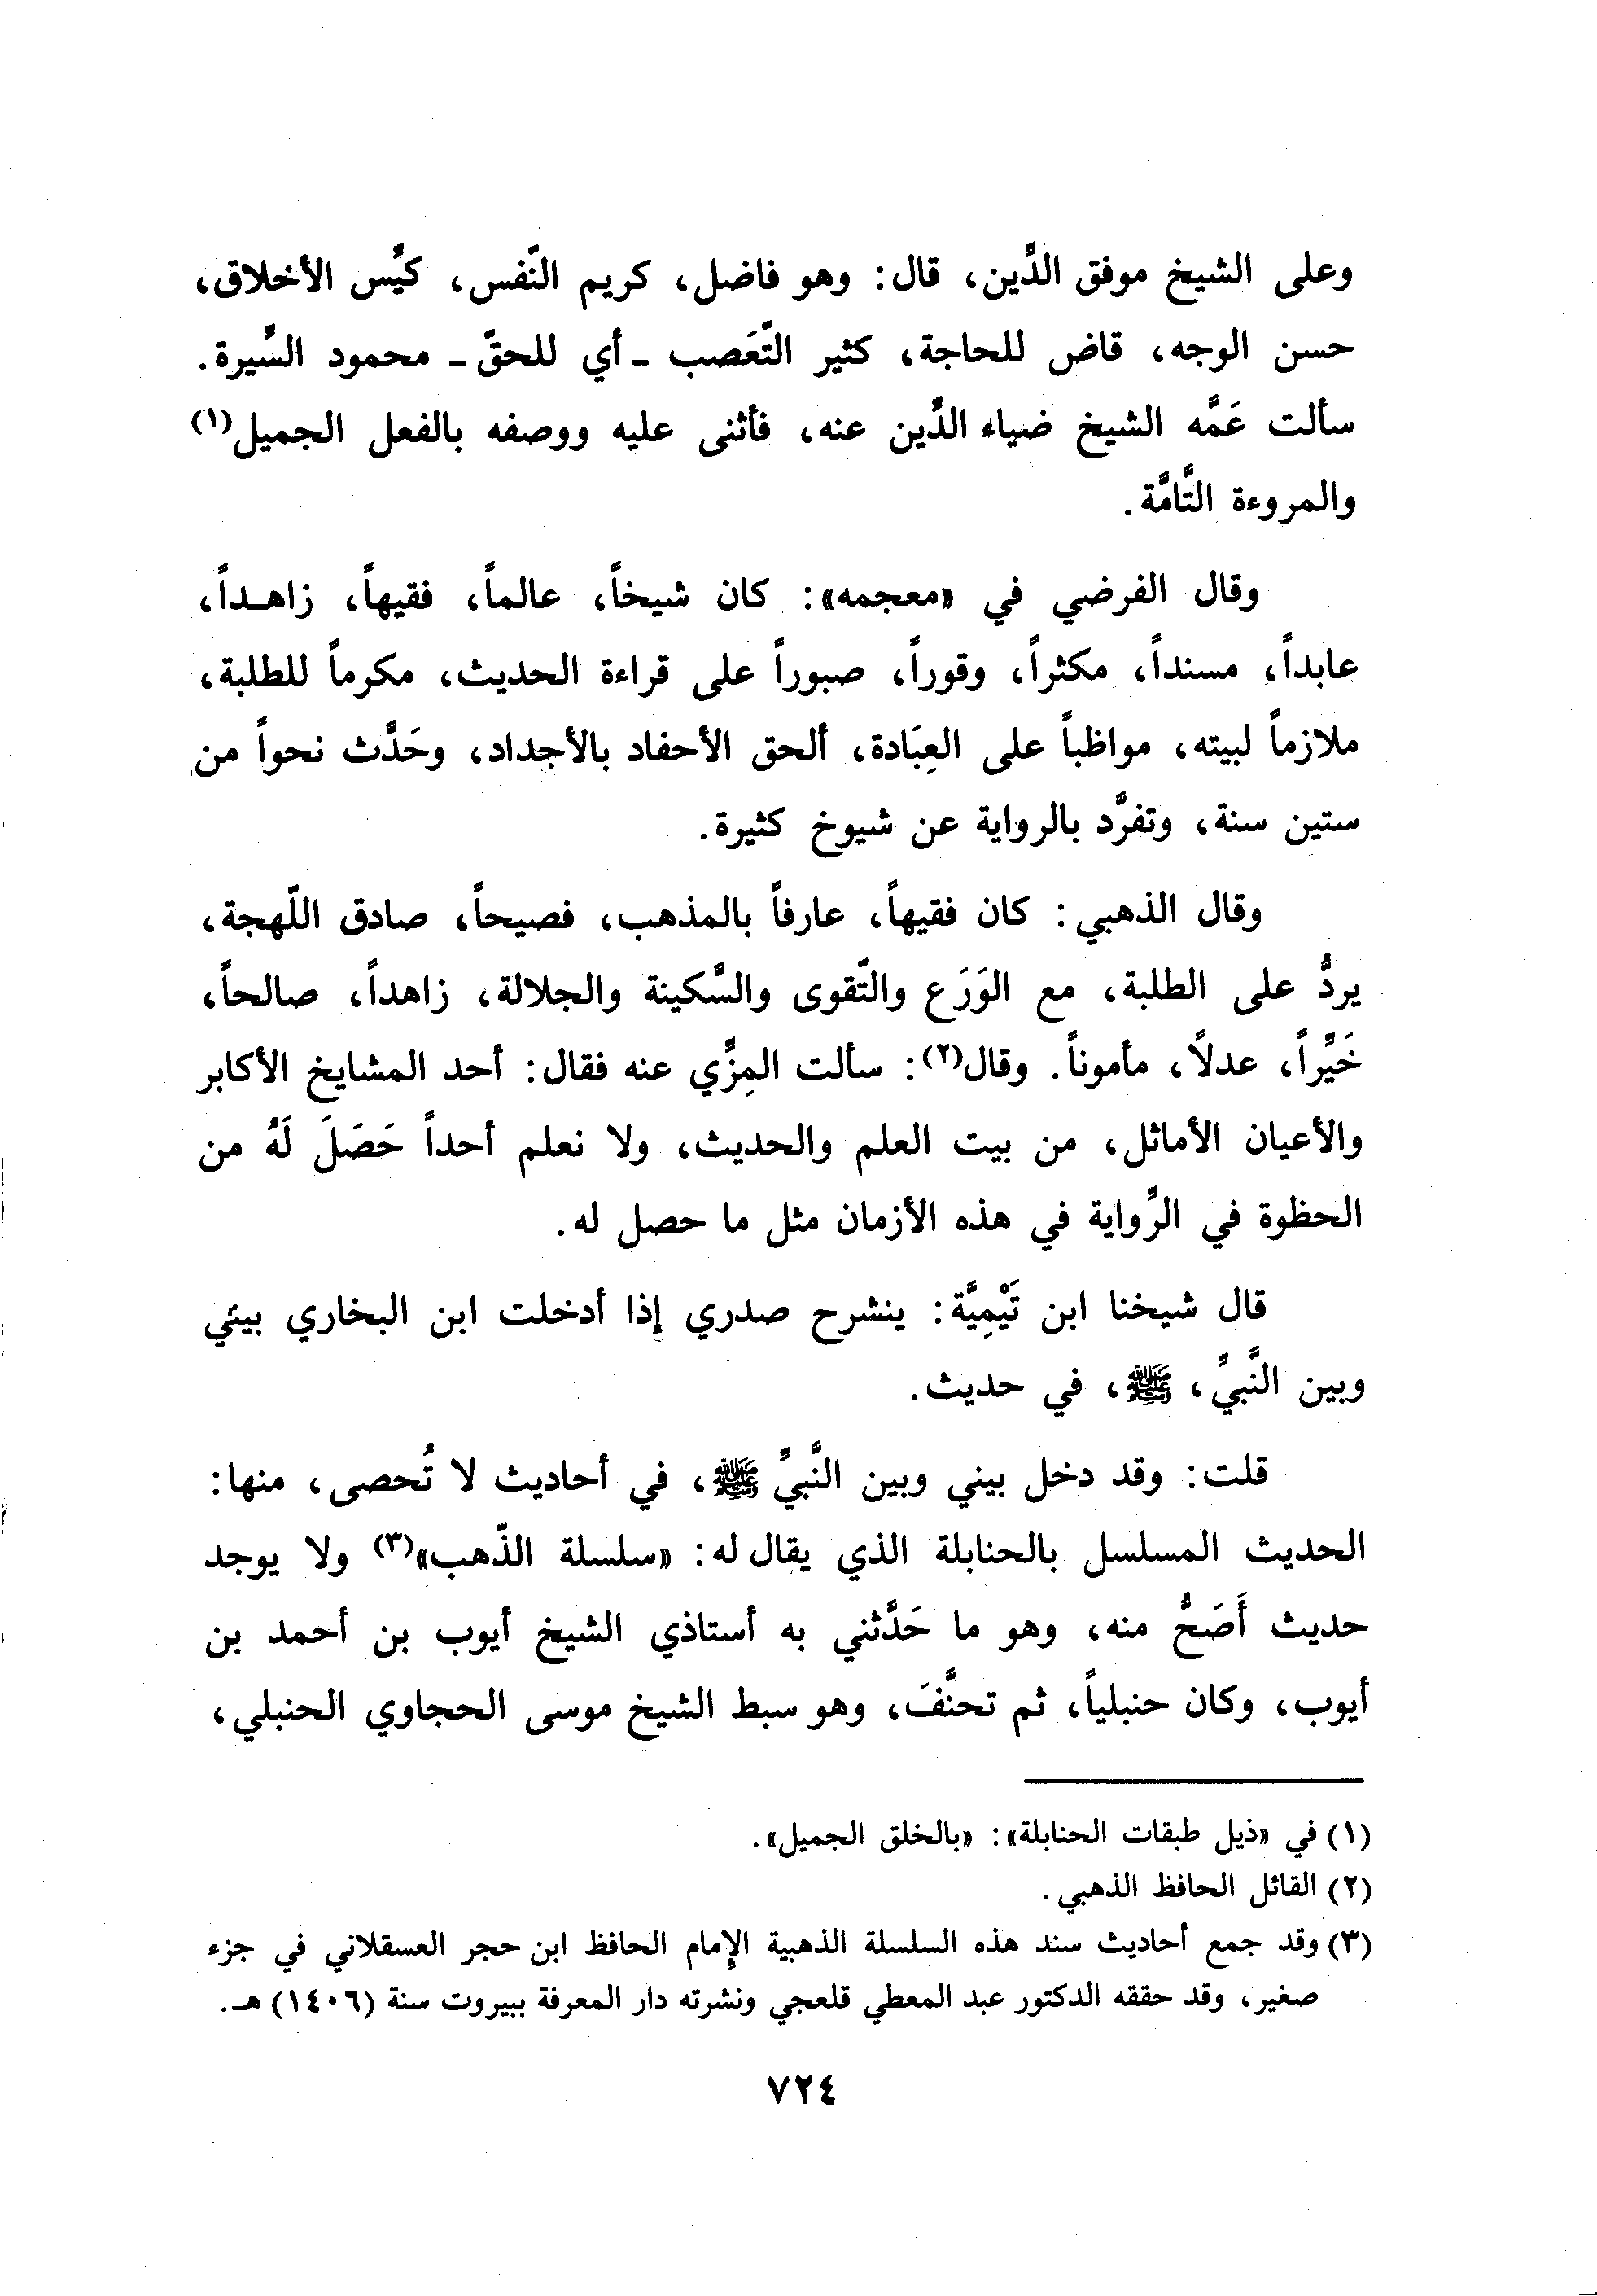 وعلى الشيخ موفق الدِّين، قال: وهو فاضل، كريم النَّفس، كيِّس الأخلاق،
حسن الوجه، قاض للحاجة، كثير التَّعَصب ـ أي للحقّ ـ محمود السِّيرة.
سألت عَمَّه الشيخ ضياء الدِّين عنه، فأثنى عليه ووصفه بالفعل الجميل(١)
والمروءة التَّامَّة.
وقال الفرضي في «معجمه»: كان شيخاً، عالماً، فقيهاً، زاهـداً،
عابداً، مسنداً، مكثراً، وقوراً، صبوراً على قراءة الحديث، مكرماً للطلبة،
ملازماً لبيته، مواظباً على العِبَادة، ألحق الأحفاد بالأجداد، وحَدَّث نحواً من
ستين سنة، وتفرَّد بالرواية عن شيوخ كثيرة.
وقال الذهبي: كان فقيهاً، عارفاً بالمذهب، فصيحاً، صادق اللّهجة،
يردُّ على الطلبة، مع الوَرَع والتّقوى والسَّكينة والجلالة، زاهداً، صالحاً،
خَيِّراً، عدلاً، مأموناً. وقال(٢): سألت المِزِّي عنه فقال: أحد المشايخ الأكابر
والأعيان الأماثل، من بيت العلم والحديث، ولا نعلم أحداً حَصَلَ لَهُ من
الحظوة في الرِّواية في هذه الأزمان مثل ما حصل له.
قال شيخنا ابن تَيْمِيَّة: ينشرح صدري إذا أدخلت ابن البخاري بيني
وبين النَّبيِّ، ﷺ، في حديث.
قلت: وقد دخل بيني وبين النَّبيِّ ﷺ، في أحاديث لا تُحصى، منها:
الحديث المسلسل بالحنابلة الذي يقال له: «سلسلة الذّهب»(٣) ولا يوجد
حديث أَصَحُّ منه، وهو ما حَدَّثني به أستاذي الشيخ أيوب بن أحمد بن
أيوب، وكان حنبلياً، ثم تحنَّفَ، وهو سبط الشيخ موسى الحجاوي الحنبلي،
(١) في «ذيل طبقات الحنابلة»: «بالخلق الجميل».
(٢) القائل الحافظ الذهبي.
(٣) وقد جمع أحاديث سند هذه السلسلة الذهبية الإمام الحافظ ابن حجر العسقلاني في جزء
صغير، وقد حققه الدكتور عبد المعطي قلعجي ونشرته دار المعرفة ببيروت سنة (١٤٠٦) هـ.
٧٢٤